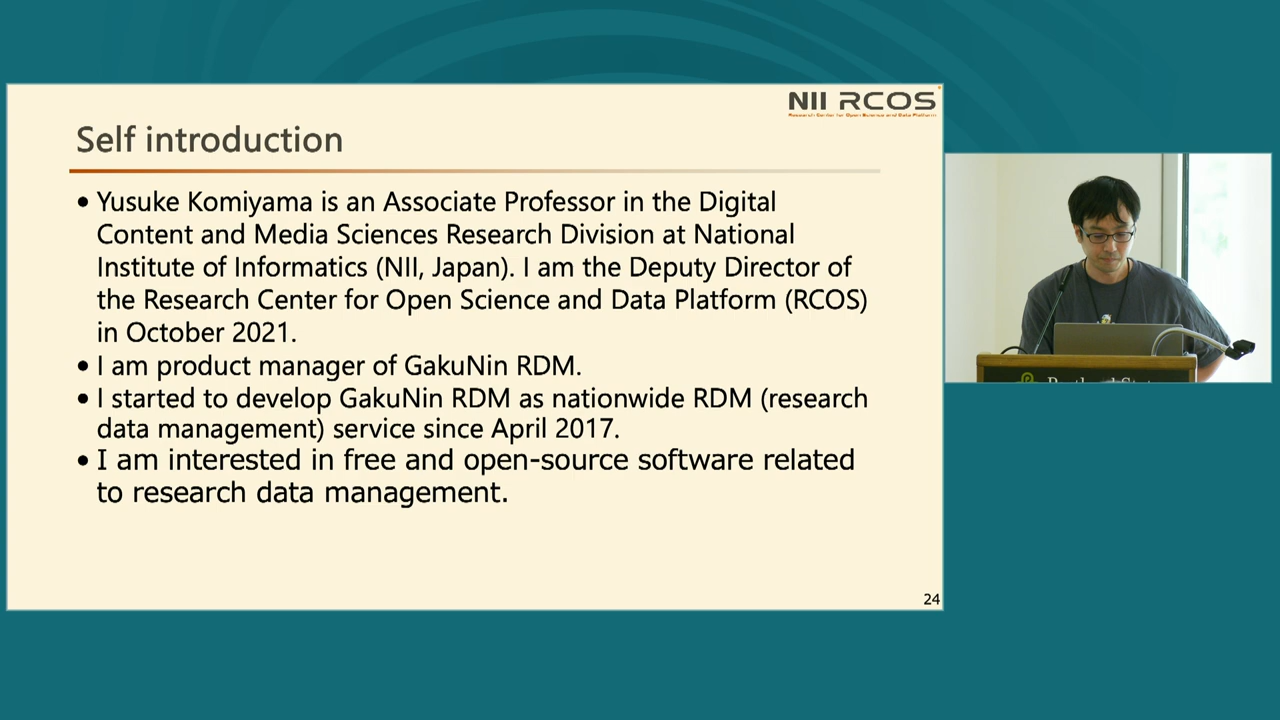 NII RCOS
Research Center for Open Science and Data Platform
Self introduction
• Yusuke Komiyama is an Associate Professor in the Digital
Content and Media Sciences Research Division at National
Institute of Informatics (NII, Japan). I am the Deputy Director of
the Research Center for Open Science and Data Platform (RCOS)
in October 2021.
• I am product manager of GakuNin RDM.
• I started to develop GakuNin RDM as nationwide RDM (research
data management) service since April 2017.
• I am interested in free and open-source software related
to research data management.
24